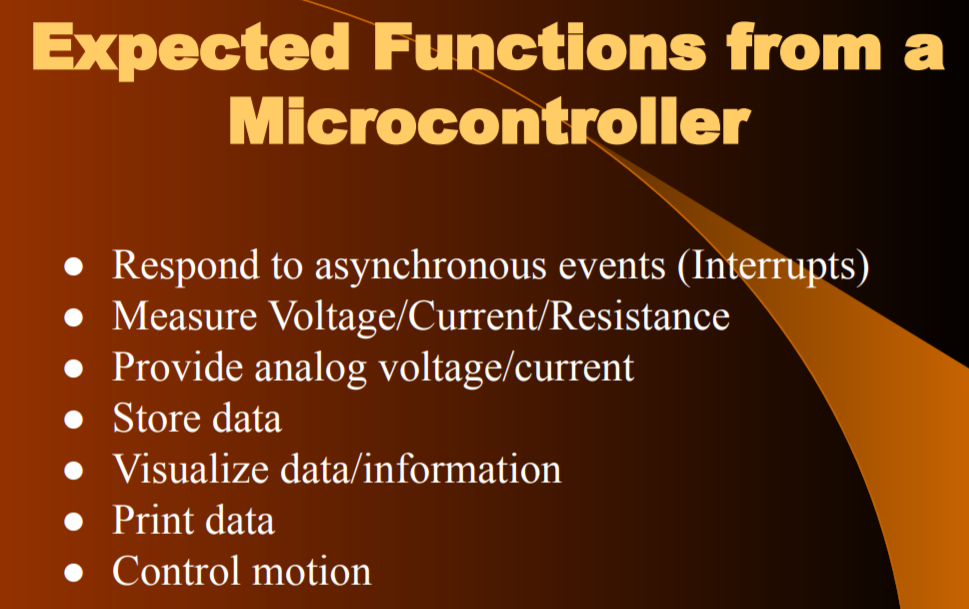 Expected Functions from a
Microcontroller
● Respond to asynchronous events (Interrupts)
● Measure Voltage/Current/Resistance
● Provide analog voltage/current
● Store data
● Visualize data/information
● Print data
● Control motion